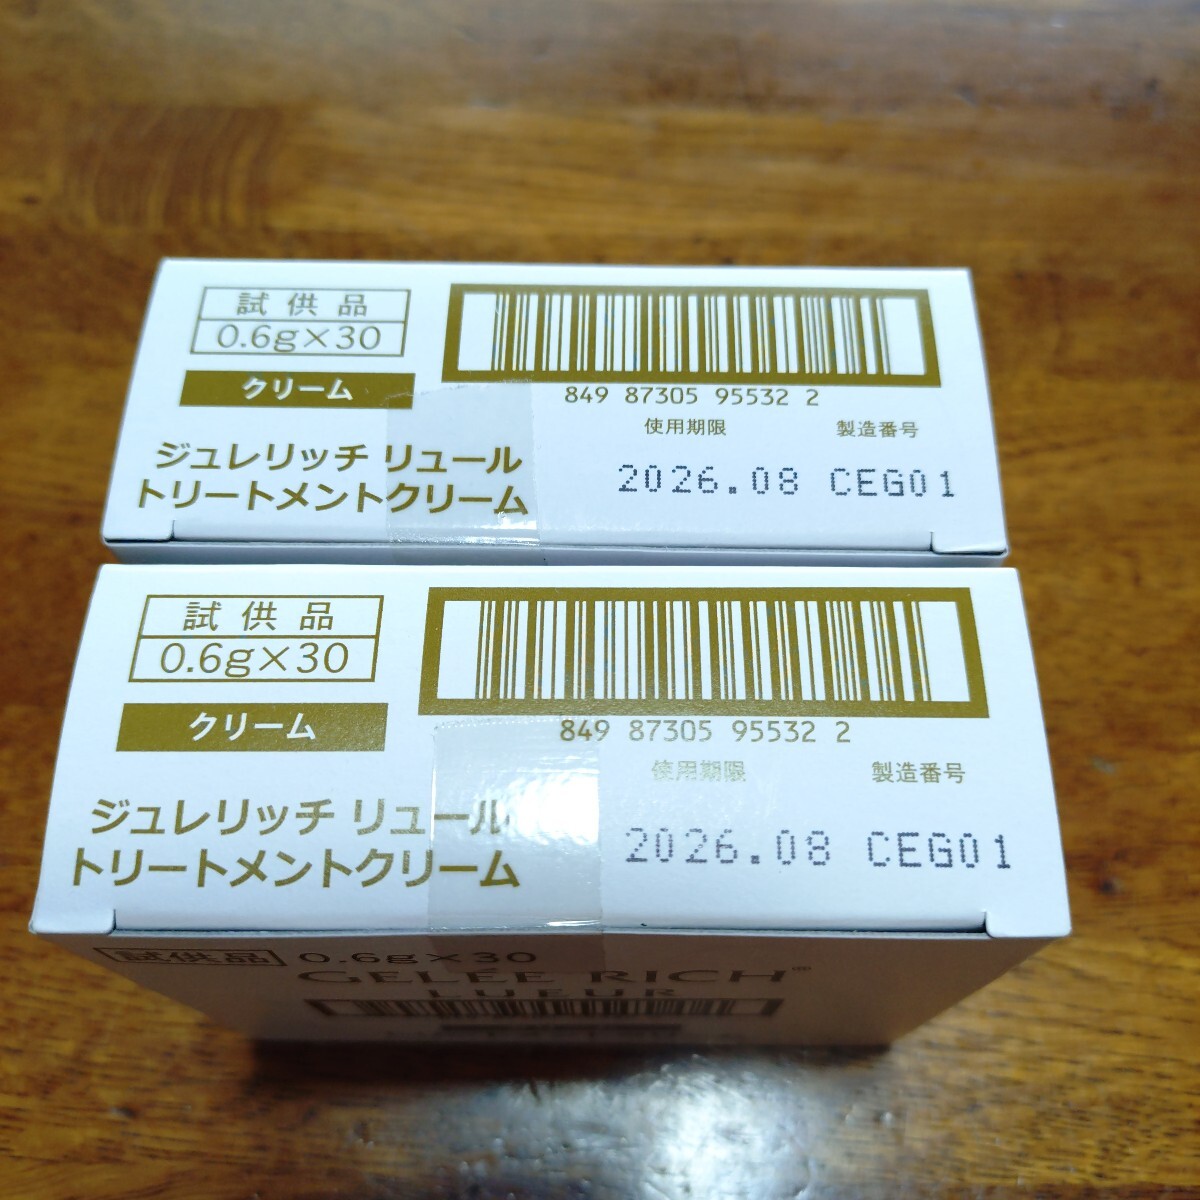 試供品
0.6g×30
クリーム
ジュレリッチ リュール
トリートメントクリーム
849 87305 95532 2
使用期限 製造番号
2026.08 CEG01
試供品
0.6g×30
クリーム
ジュレリッチ リュール
トリートメントクリーム
849 87305 95532 2
使用期限 製造番号
2026.08 CEG01
試供品 0.6g×30
GELÉE RICH®
LUEUR